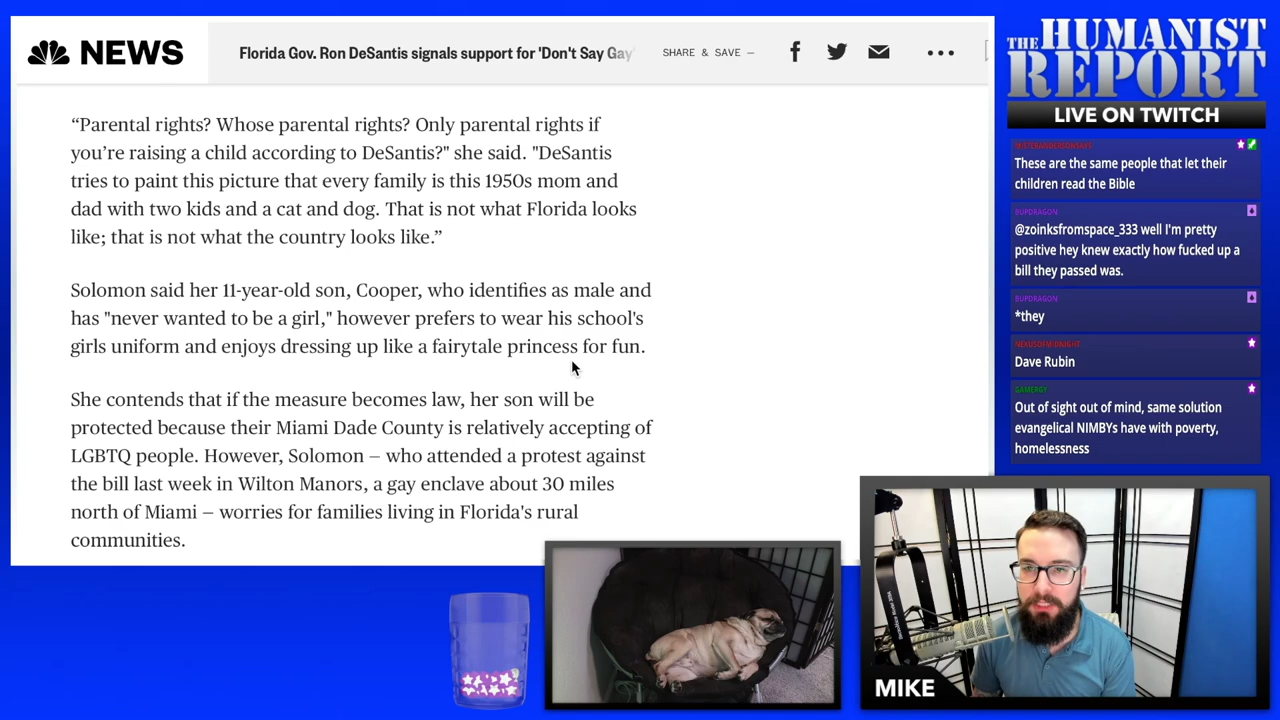 NEWS
Florida Gov. Ron DeSantis signals support for 'Don't Say Gay'
SHARE & SAVE —
“Parental rights? Whose parental rights? Only parental rights if
you’re raising a child according to DeSantis?" she said. "DeSantis
tries to paint this picture that every family is this 1950s mom and
dad with two kids and a cat and dog. That is not what Florida looks
like; that is not what the country looks like.”
Solomon said her 11-year-old son, Cooper, who identifies as male and
has "never wanted to be a girl," however prefers to wear his school's
girls uniform and enjoys dressing up like a fairytale princess for fun.
She contends that if the measure becomes law, her son will be
protected because their Miami Dade County is relatively accepting of
LGBTQ people. However, Solomon — who attended a protest against
the bill last week in Wilton Manors, a gay enclave about 30 miles
north of Miami — worries for families living in Florida's rural
communities.
THE HUMANIST
REPORT
LIVE ON TWITCH
These are the same people that let their
children read the Bible
BUPDRAGON
@zoinksfromspace_333 well I'm pretty
positive hey knew exactly how fucked up a
bill they passed was.
BUPDRAGON
*they
Dave Rubin
Out of sight out of mind, same solution
evangelical NIMBYs have with poverty,
homelessness
MIKE